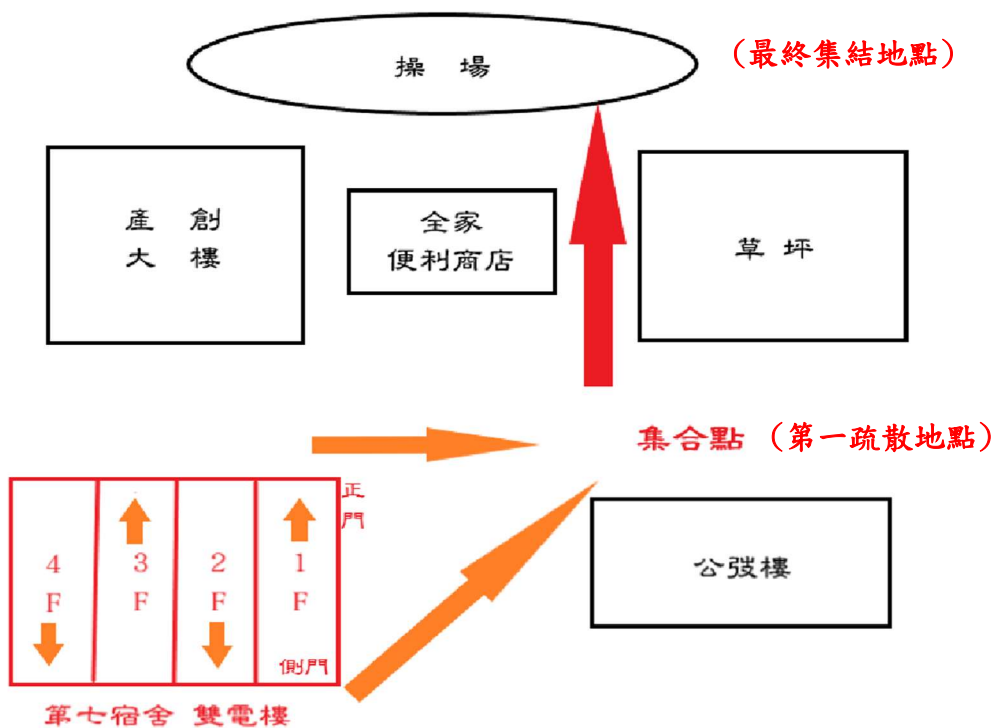 操 場
(最終集結地點)
產 創
大 樓
全家
便利商店
草 坪
集合點 (第一疏散地點)
正
門
4
F
3
F
2
F
1
F
側門
公弢樓
第七宿舍 雙電樓